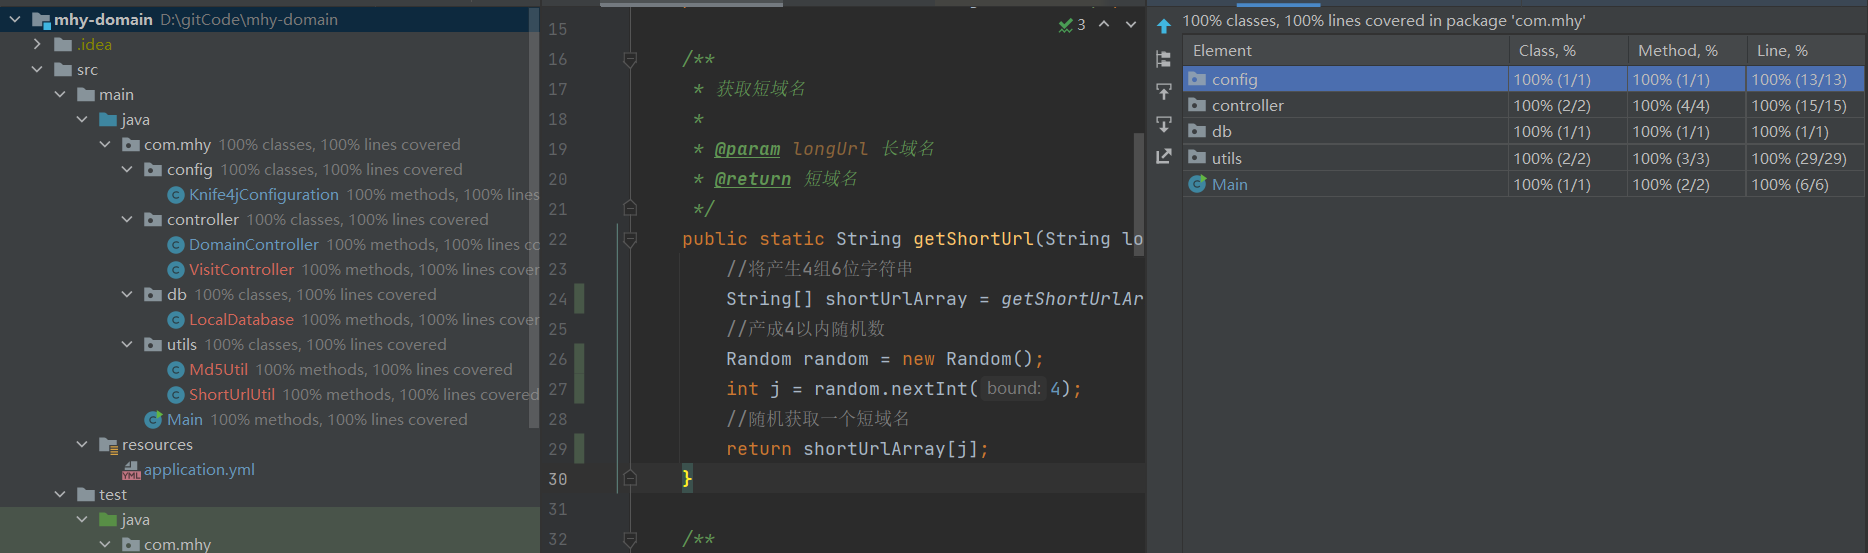 mhy-domain D:\gitCode\mhy-domain
.idea
src
main
java
com.mhy 100% classes, 100% lines covered
config 100% classes, 100% lines covered
Knife4jConfiguration 100% methods, 100% lines
controller 100% classes, 100% lines covered
DomainController 100% methods, 100% lines co
VisitController 100% methods, 100% lines cover
db 100% classes, 100% lines covered
LocalDatabase 100% methods, 100% lines cover
utils 100% classes, 100% lines covered
Md5Util 100% methods, 100% lines covered
ShortUrlUtil 100% methods, 100% lines covered
Main 100% methods, 100% lines covered
resources
application.yml
test
java
com.mhy
3
15
16 /**
17 * 获取短域名
18 *
19 * @param longUrl 长域名
20 * @return 短域名
21 */
22 public static String getShortUrl(String lo
23 //将产生4组6位字符串
24 String[] shortUrlArray = getShortUrlAr
25 //产成4以内随机数
26 Random random = new Random();
27 int j = random.nextInt( bound: 4);
28 //随机获取一个短域名
29 return shortUrlArray[j];
30 }
31
32 /**
100% classes, 100% lines covered in package 'com.mhy'
Element Class, % Method, % Line, %
config 100% (1/1) 100% (1/1) 100% (13/13)
controller 100% (2/2) 100% (4/4) 100% (15/15)
db 100% (1/1) 100% (1/1) 100% (1/1)
utils 100% (2/2) 100% (3/3) 100% (29/29)
Main 100% (1/1) 100% (2/2) 100% (6/6)